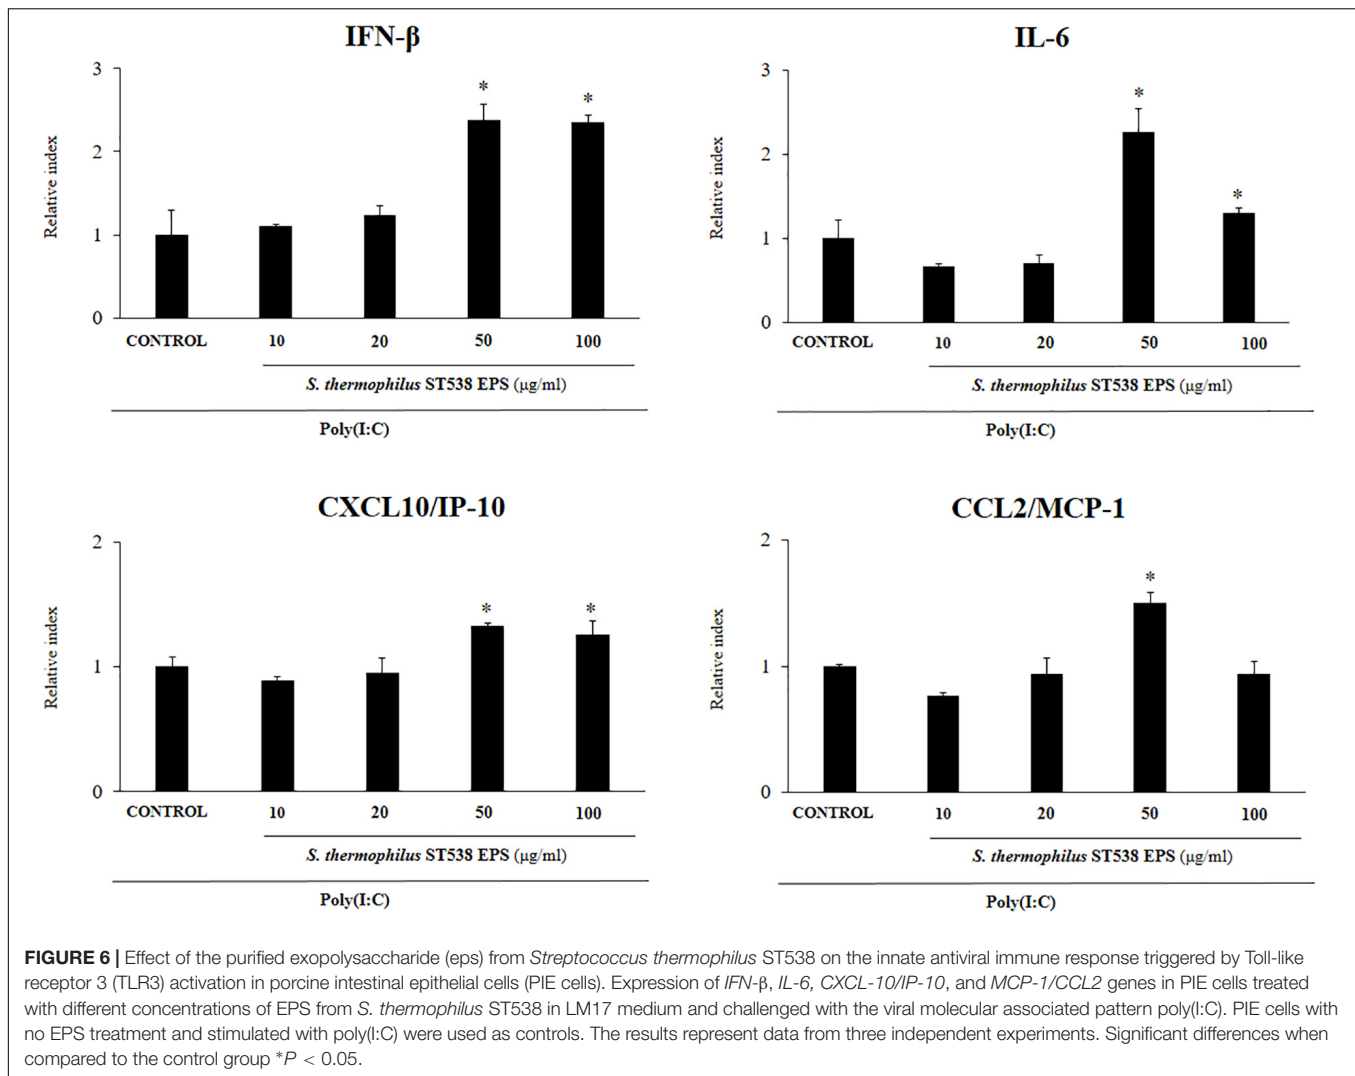 IFN-β
3
2
1
0
Relative index
*
*
CONTROL 10 20 50 100
S. thermophilus ST538 EPS (µg/ml)
Poly(I:C)
IL-6
3
2
1
0
Relative index
*
*
CONTROL 10 20 50 100
S. thermophilus ST538 EPS (µg/ml)
Poly(I:C)
CXCL10/IP-10
2
1
0
Relative index
*
*
CONTROL 10 20 50 100
S. thermophilus ST538 EPS (µg/ml)
Poly(I:C)
CCL2/MCP-1
2
1
0
Relative index
*
CONTROL 10 20 50 100
S. thermophilus ST538 EPS (µg/ml)
Poly(I:C)
FIGURE 6 | Effect of the purified exopolysaccharide (eps) from Streptococcus thermophilus ST538 on the innate antiviral immune response triggered by Toll-like
receptor 3 (TLR3) activation in porcine intestinal epithelial cells (PIE cells). Expression of IFN-β, IL-6, CXCL-10/IP-10, and MCP-1/CCL2 genes in PIE cells treated
with different concentrations of EPS from S. thermophilus ST538 in LM17 medium and challenged with the viral molecular associated pattern poly(I:C). PIE cells with
no EPS treatment and stimulated with poly(I:C) were used as controls. The results represent data from three independent experiments. Significant differences when
compared to the control group *P < 0.05.